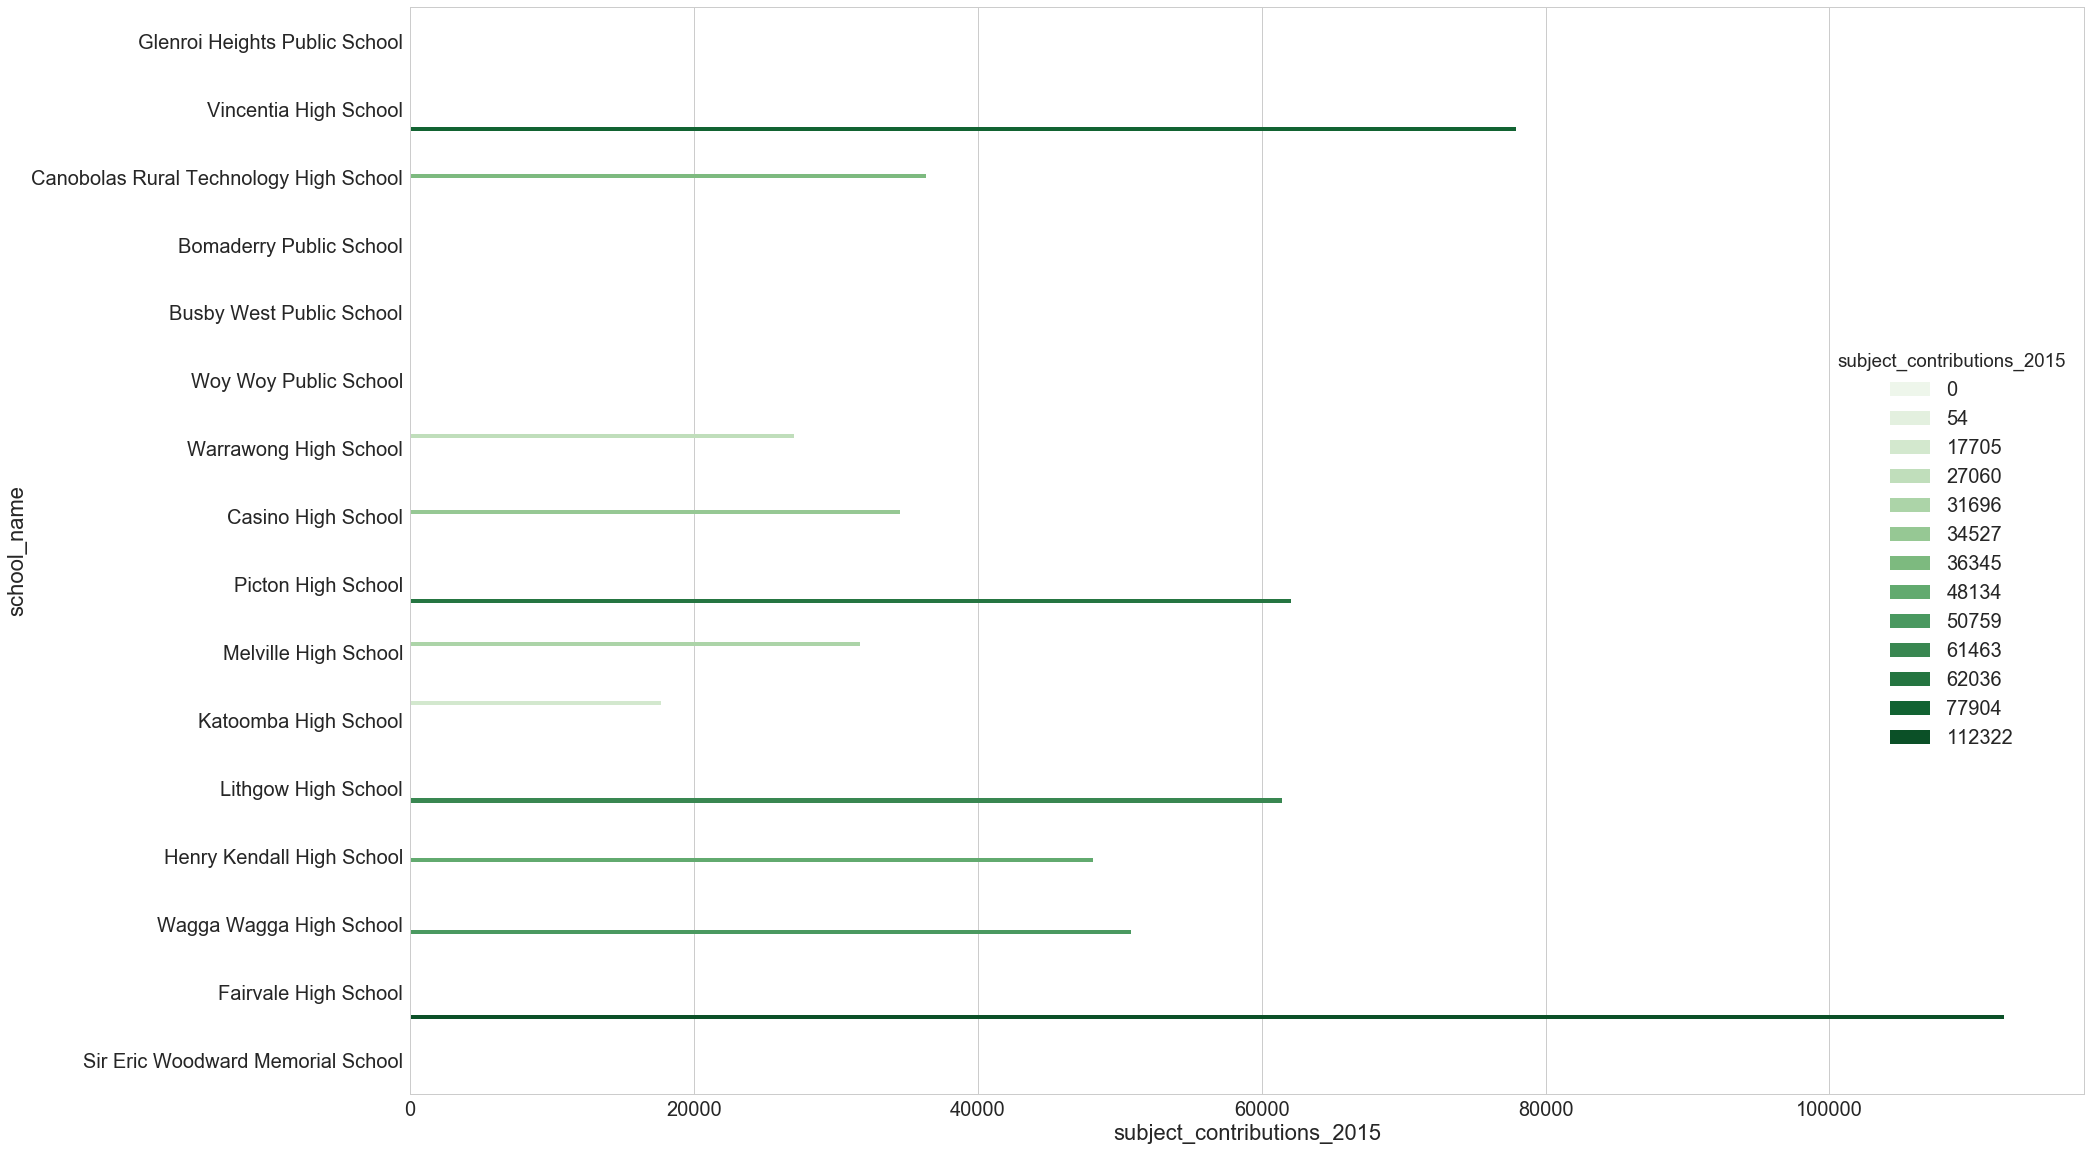 Glenroi Heights Public School
Vincentia High School
Canobolas Rural Technology High School
Bomaderry Public School
Busby West Public School
Woy Woy Public School
Warrawong High School
Casino High School
Picton High School
Melville High School
Katoomba High School
Lithgow High School
Henry Kendall High School
Wagga Wagga High School
Fairvale High School
Sir Eric Woodward Memorial School
school_name
0 20000 40000 60000 80000 100000
subject_contributions_2015
subject_contributions_2015
0
54
17705
27060
31696
34527
36345
48134
50759
61463
62036
77904
112322